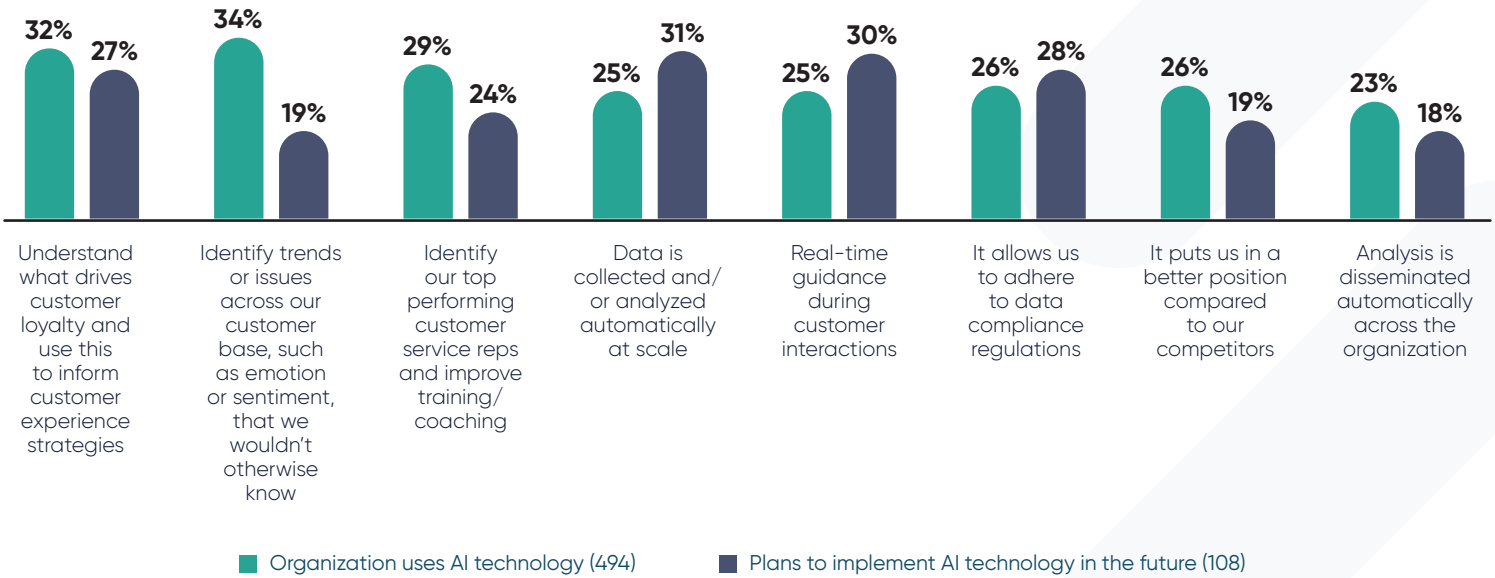 32%
27%
34%
19%
29%
24%
25%
31%
25%
30%
26%
28%
26%
19%
23%
18%
Understand
what drives
customer
loyalty and
use this
to inform
customer
experience
strategies
Identify trends
or issues
across our
customer
base, such
as emotion
or sentiment,
that we
wouldn’t
otherwise
know
Identify
our top
performing
customer
service reps
and improve
training/
coaching
Data is
collected and/
or analyzed
automatically
at scale
Real-time
guidance
during
customer
interactions
It allows us
to adhere
to data
compliance
regulations
It puts us in a
better position
compared
to our
competitors
Analysis is
disseminated
automatically
across the
organization
Organization uses AI technology (494)
Plans to implement AI technology in the future (108)